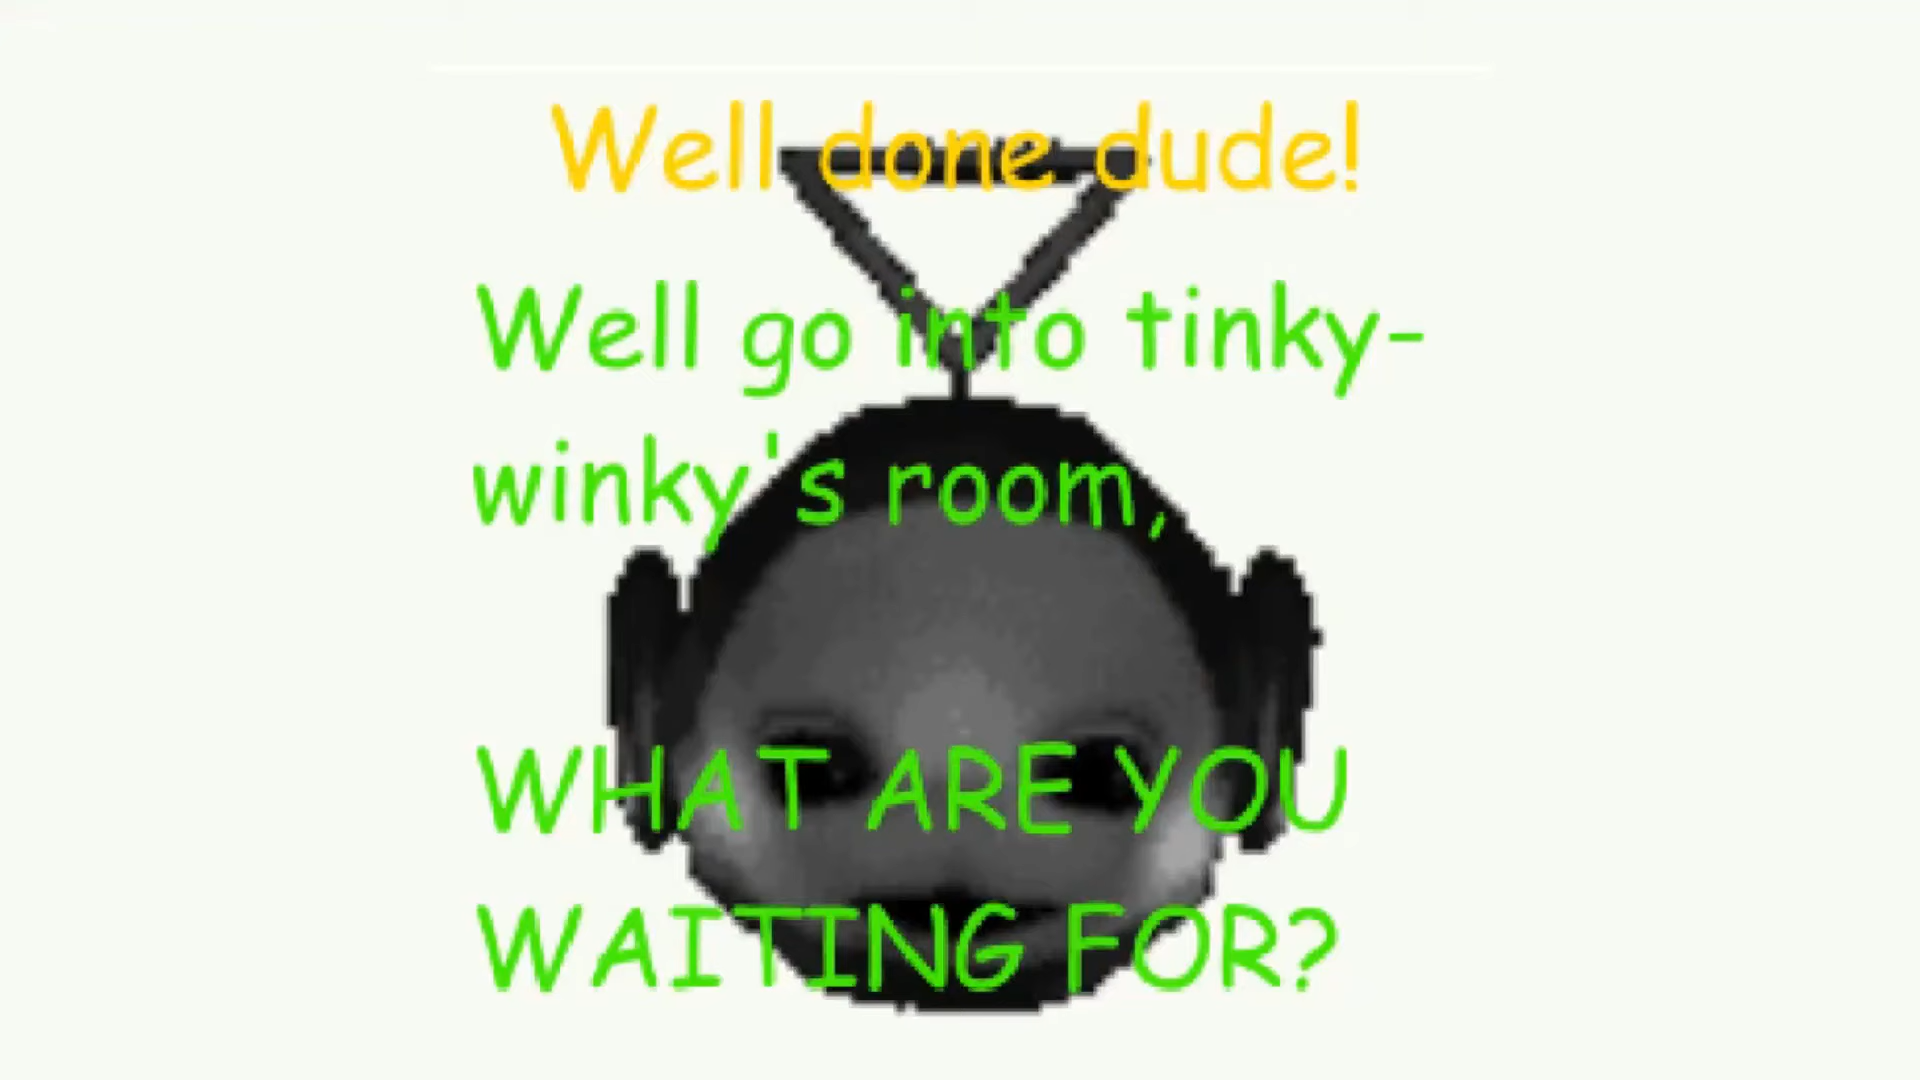 Well done dude!
Well go into tinky-
winky's room,
WHAT ARE YOU
WAITING FOR?